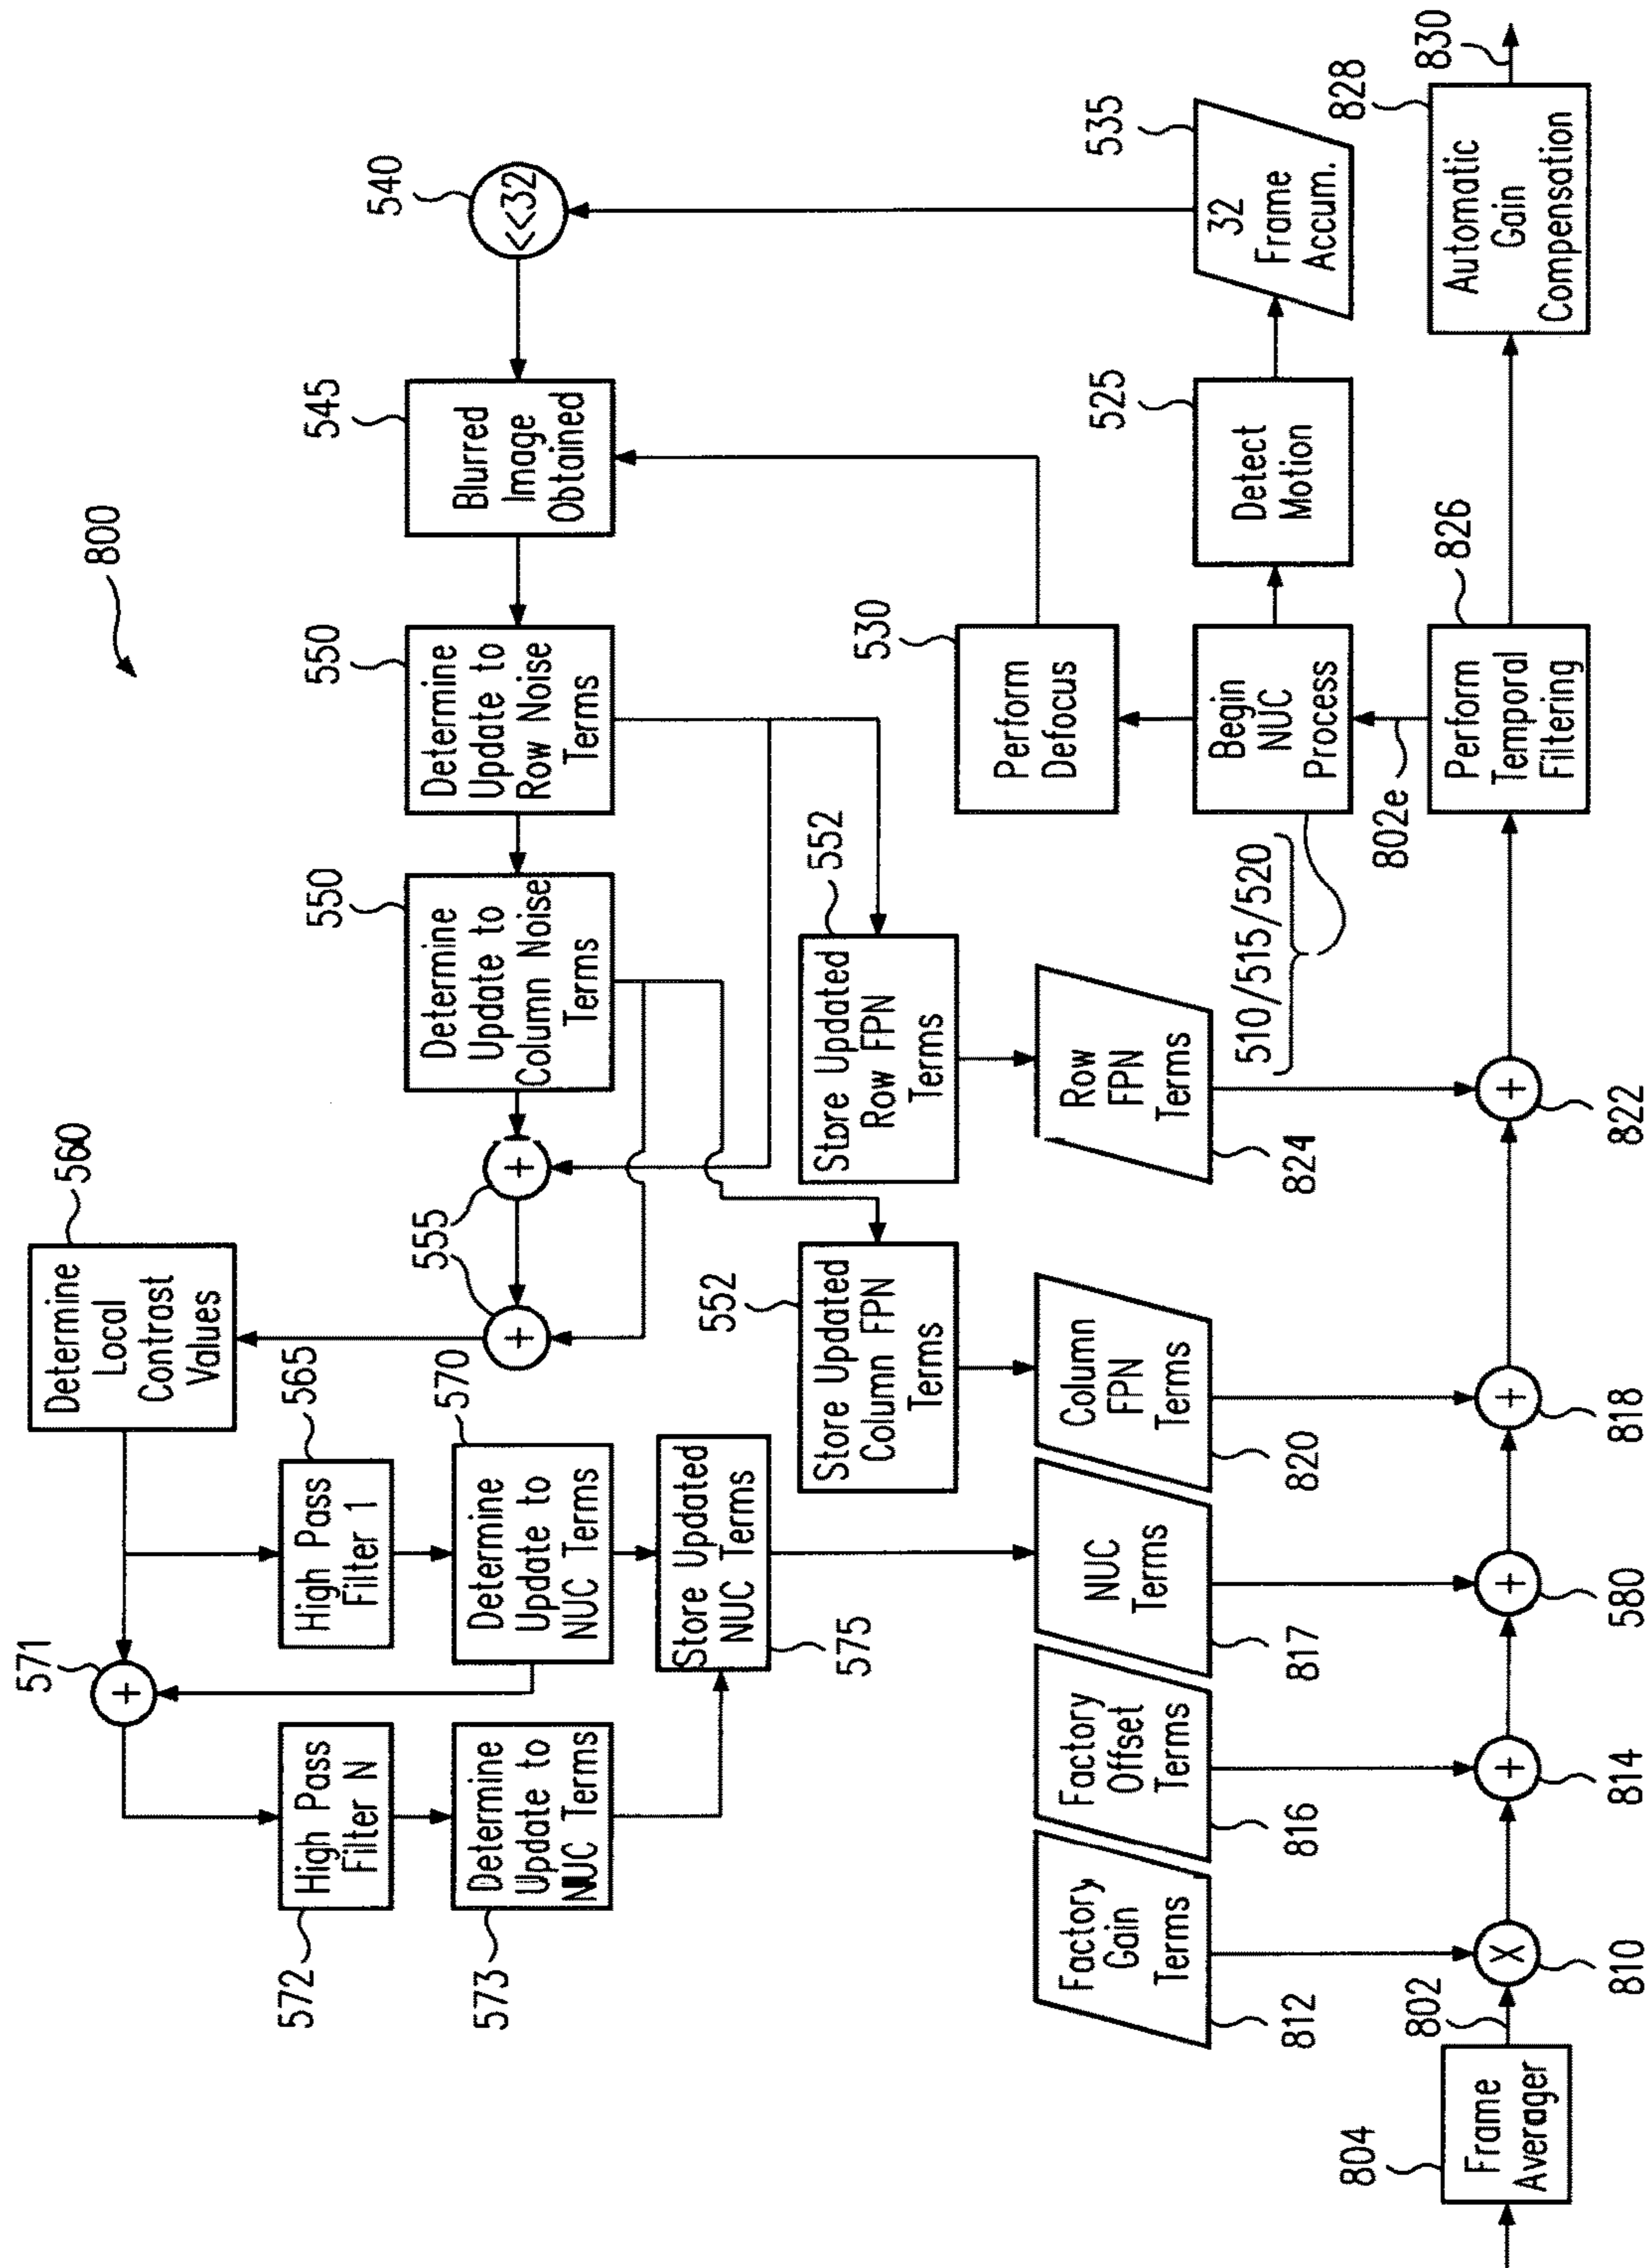 800
560
Determine
Local
Contrast
Values
571
High Pass
Filter N
572
High Pass
Filter 1
565
Determine
Update to
NUC Terms
573
Determine
Update to
NUC Terms
570
Store Updated
NUC Terms
575
555
Determine
Update to
Column Noise
Terms
550
Determine
Update to
Row Noise
Terms
550
Blurred
Image
Obtained
545
<<32
540
Store Updated
Column FPN
Terms
552
Store Updated
Row FPN
Terms
552
Perform
Defocus
530
Factory
Gain
Terms
812
Factory
Offset
Terms
816
NUC
Terms
817
Column
FPN
Terms
820
Row
FPN
Terms
824
510/515/520
Begin
NUC
Process
Detect
Motion
525
32
Frame
Accum.
535
802e
804
Frame
Averager
802
X
810
+
814
+
580
+
818
+
822
Perform
Temporal
Filtering
826
Automatic
Gain
Compensation
828
830
+
+
+